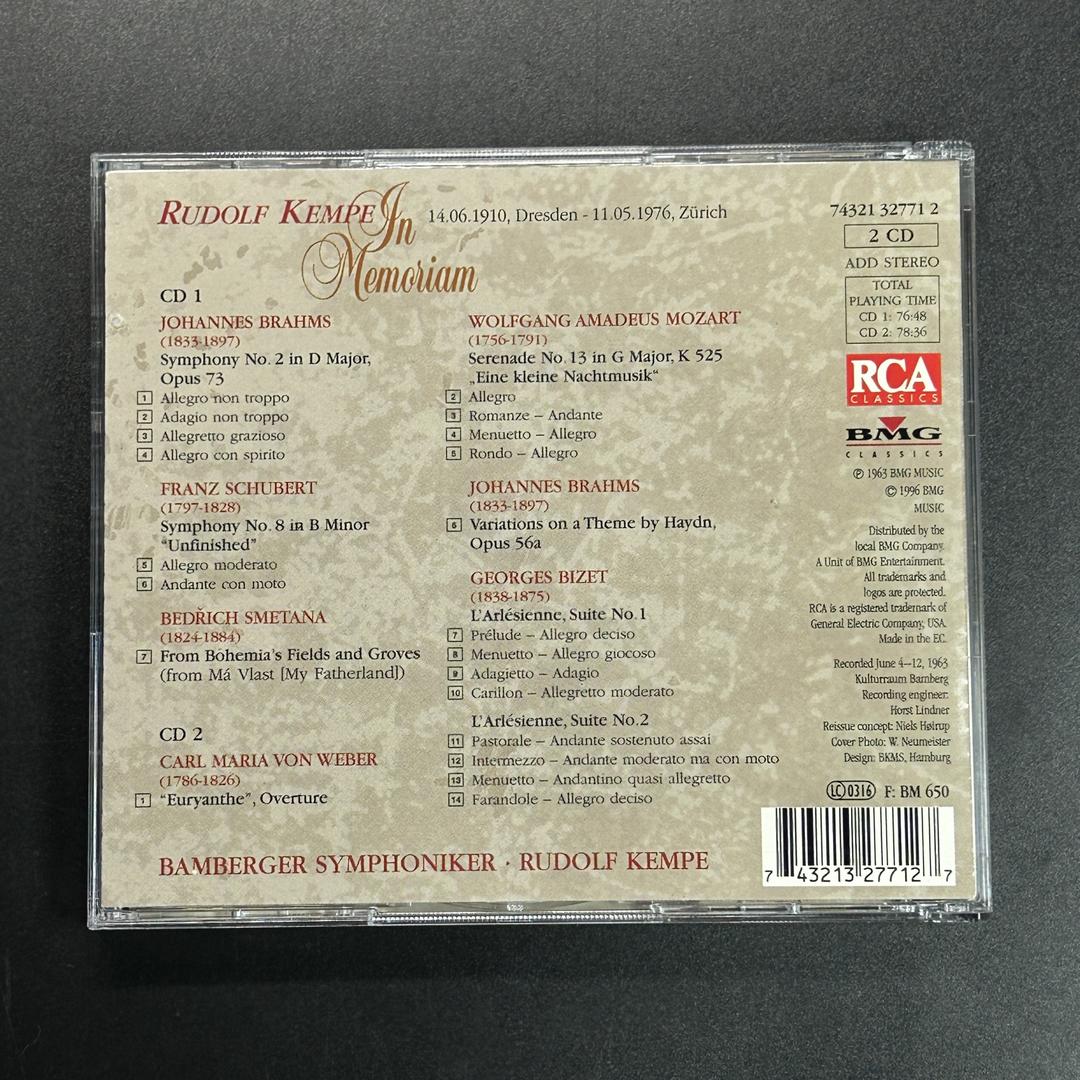 RUDOLF KEMPE In Memoriam 14.06.1910, Dresden - 11.05.1976, Zürich
CD 1
JOHANNES BRAHMS
(1833-1897)
Symphony No. 2 in D Major,
Opus 73
1 Allegro non troppo
2 Adagio non troppo
3 Allegretto grazioso
4 Allegro con spirito
FRANZ SCHUBERT
(1797-1828)
Symphony No. 8 in B Minor
"Unfinished"
5 Allegro moderato
6 Andante con moto
BEDŘICH SMETANA
(1824-1884)
7 From Bohemia's Fields and Groves
(from Má Vlast [My Fatherland])
CD 2
CARL MARIA VON WEBER
(1786-1826)
1 "Euryanthe", Overture
WOLFGANG AMADEUS MOZART
(1756-1791)
Serenade No. 13 in G Major, K 525
„Eine kleine Nachtmusik“
2 Allegro
3 Romanze – Andante
4 Menuetto – Allegro
5 Rondo – Allegro
JOHANNES BRAHMS
(1833-1897)
6 Variations on a Theme by Haydn,
Opus 56a
GEORGES BIZET
(1838-1875)
L'Arlésienne, Suite No. 1
7 Prélude – Allegro deciso
8 Menuetto – Allegro giocoso
9 Adagietto – Adagio
10 Carillon – Allegretto moderato
L'Arlésienne, Suite No. 2
11 Pastorale – Andante sostenuto assai
12 Intermezzo – Andante moderato ma con moto
13 Menuetto – Andantino quasi allegretto
14 Farandole – Allegro deciso
BAMBERGER SYMPHONIKER · RUDOLF KEMPE
74321 32771 2
2 CD
ADD STEREO
TOTAL
PLAYING TIME
CD 1: 76:48
CD 2: 78:36
RCA
CLASSICS
BMG
CLASSICS
℗ 1963 BMG MUSIC
© 1996 BMG
MUSIC
Distributed by the
local BMG Company.
A Unit of BMG Entertainment.
All trademarks and
logos are protected.
RCA is a registered trademark of
General Electric Company, USA.
Made in the EC.
Recorded June 4–12, 1963
Kulturraum Bamberg
Recording engineer:
Horst Lindner
Reissue concept: Niels Høirup
Cover Photo: W. Neumeister
Design: BKMS, Hamburg
LC 0316 F: BM 650
7 43213 27712 7